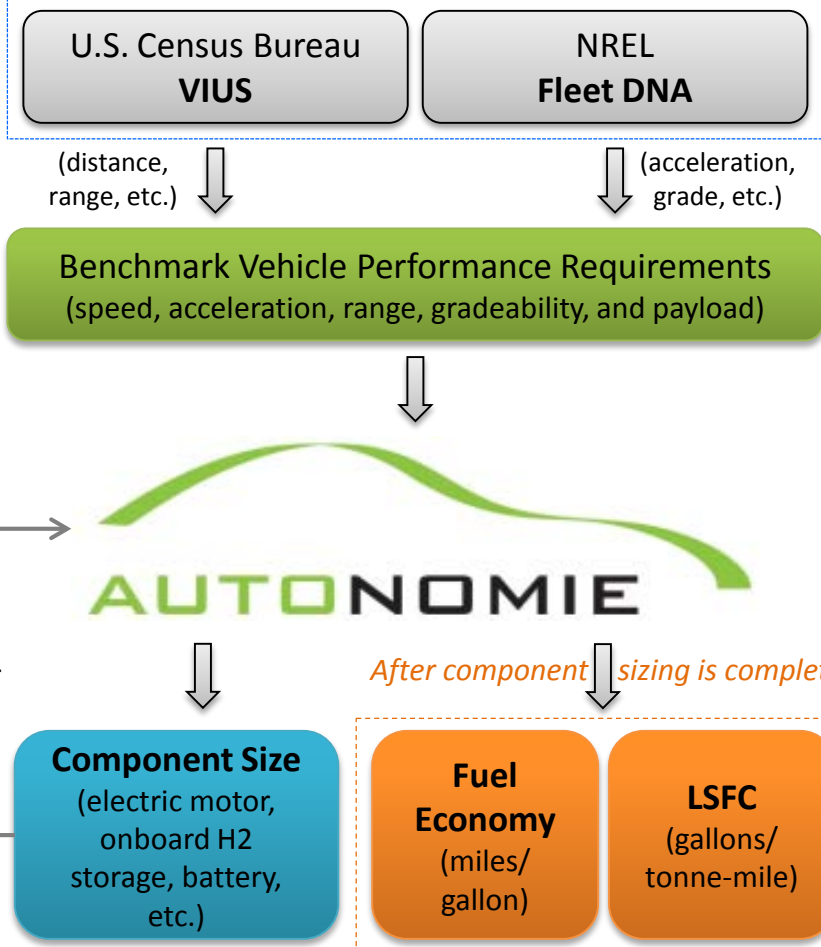 U.S. Census Bureau
VIUS
NREL
Fleet DNA
(distance,
range, etc.)
(acceleration,
grade, etc.)
Benchmark Vehicle Performance Requirements
(speed, acceleration, range, gradeability, and payload)
AUTONOMIE
After component sizing is complet
Component Size
(electric motor,
onboard H2
storage, battery,
etc.)
Fuel
Economy
(miles/
gallon)
LSFC
(gallons/
tonne-mile)